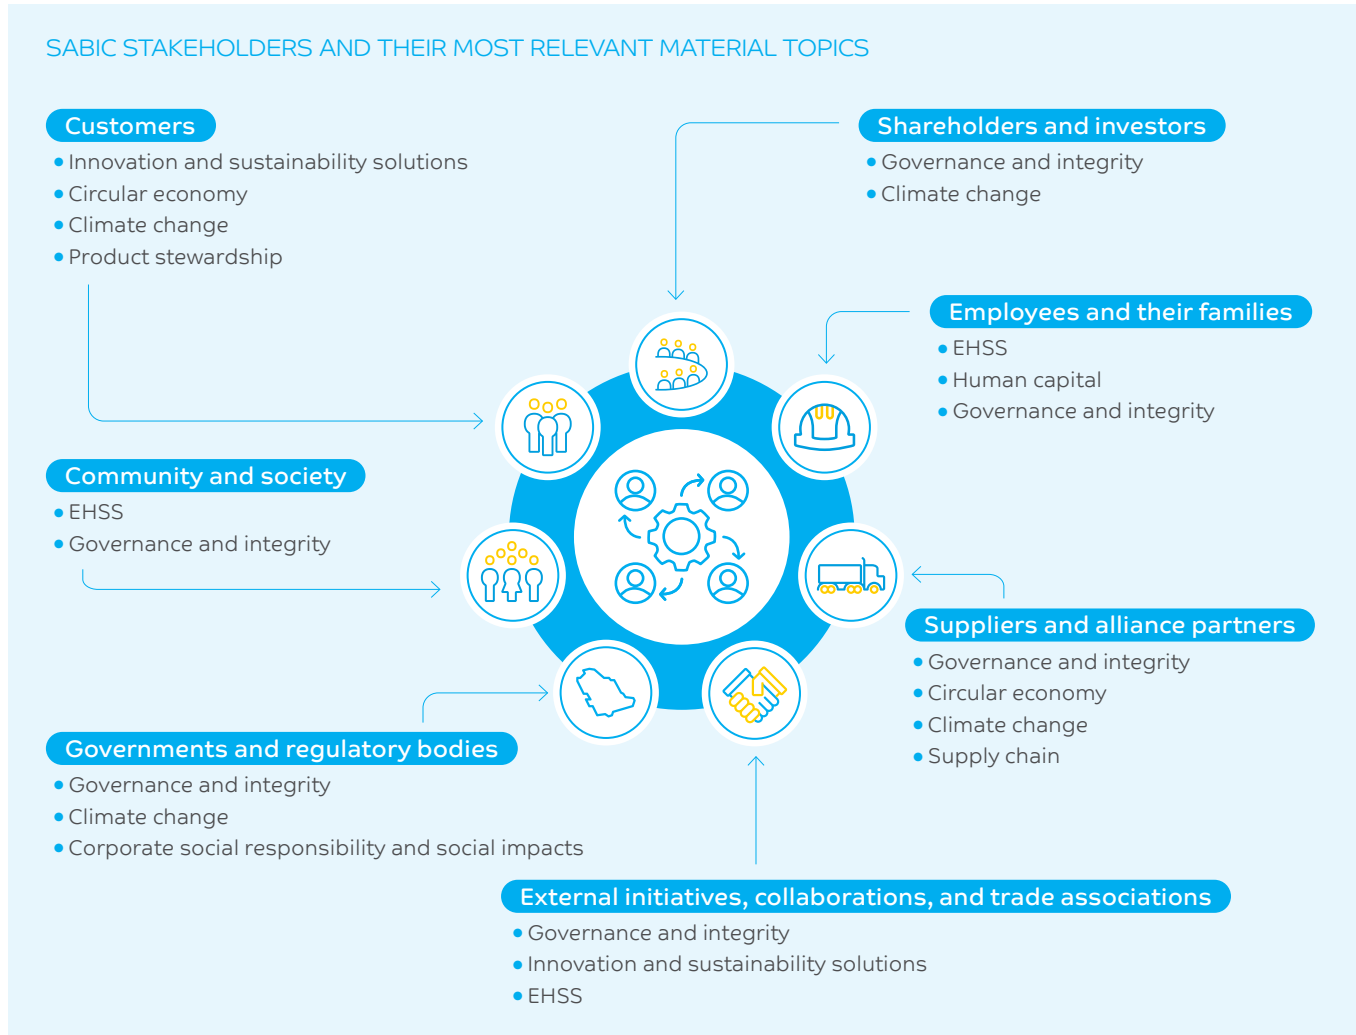 SABIC STAKEHOLDERS AND THEIR MOST RELEVANT MATERIAL TOPICS
Customers
Innovation and sustainability solutions
Circular economy
Climate change
Product stewardship
Shareholders and investors
Governance and integrity
Climate change
Employees and their families
EHSS
Human capital
Governance and integrity
Community and society
EHSS
Governance and integrity
Suppliers and alliance partners
Governance and integrity
Circular economy
Climate change
Supply chain
Governments and regulatory bodies
Governance and integrity
Climate change
Corporate social responsibility and social impacts
External initiatives, collaborations, and trade associations
Governance and integrity
Innovation and sustainability solutions
EHSS